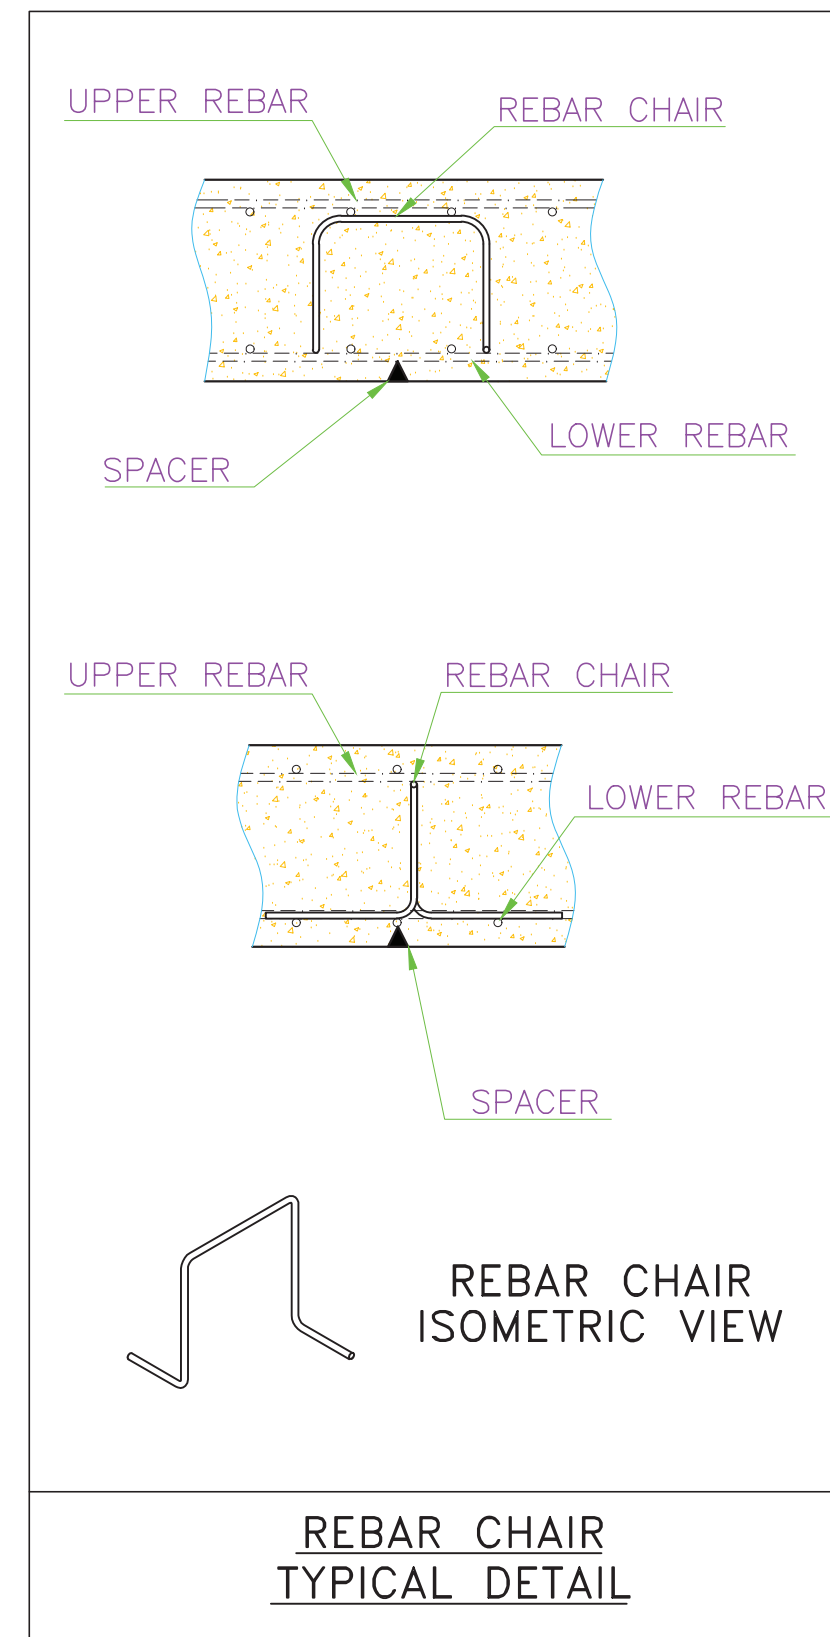 UPPER REBAR
REBAR CHAIR
LOWER REBAR
SPACER
UPPER REBAR
REBAR CHAIR
LOWER REBAR
SPACER
REBAR CHAIR
ISOMETRIC VIEW
REBAR CHAIR
TYPICAL DETAIL